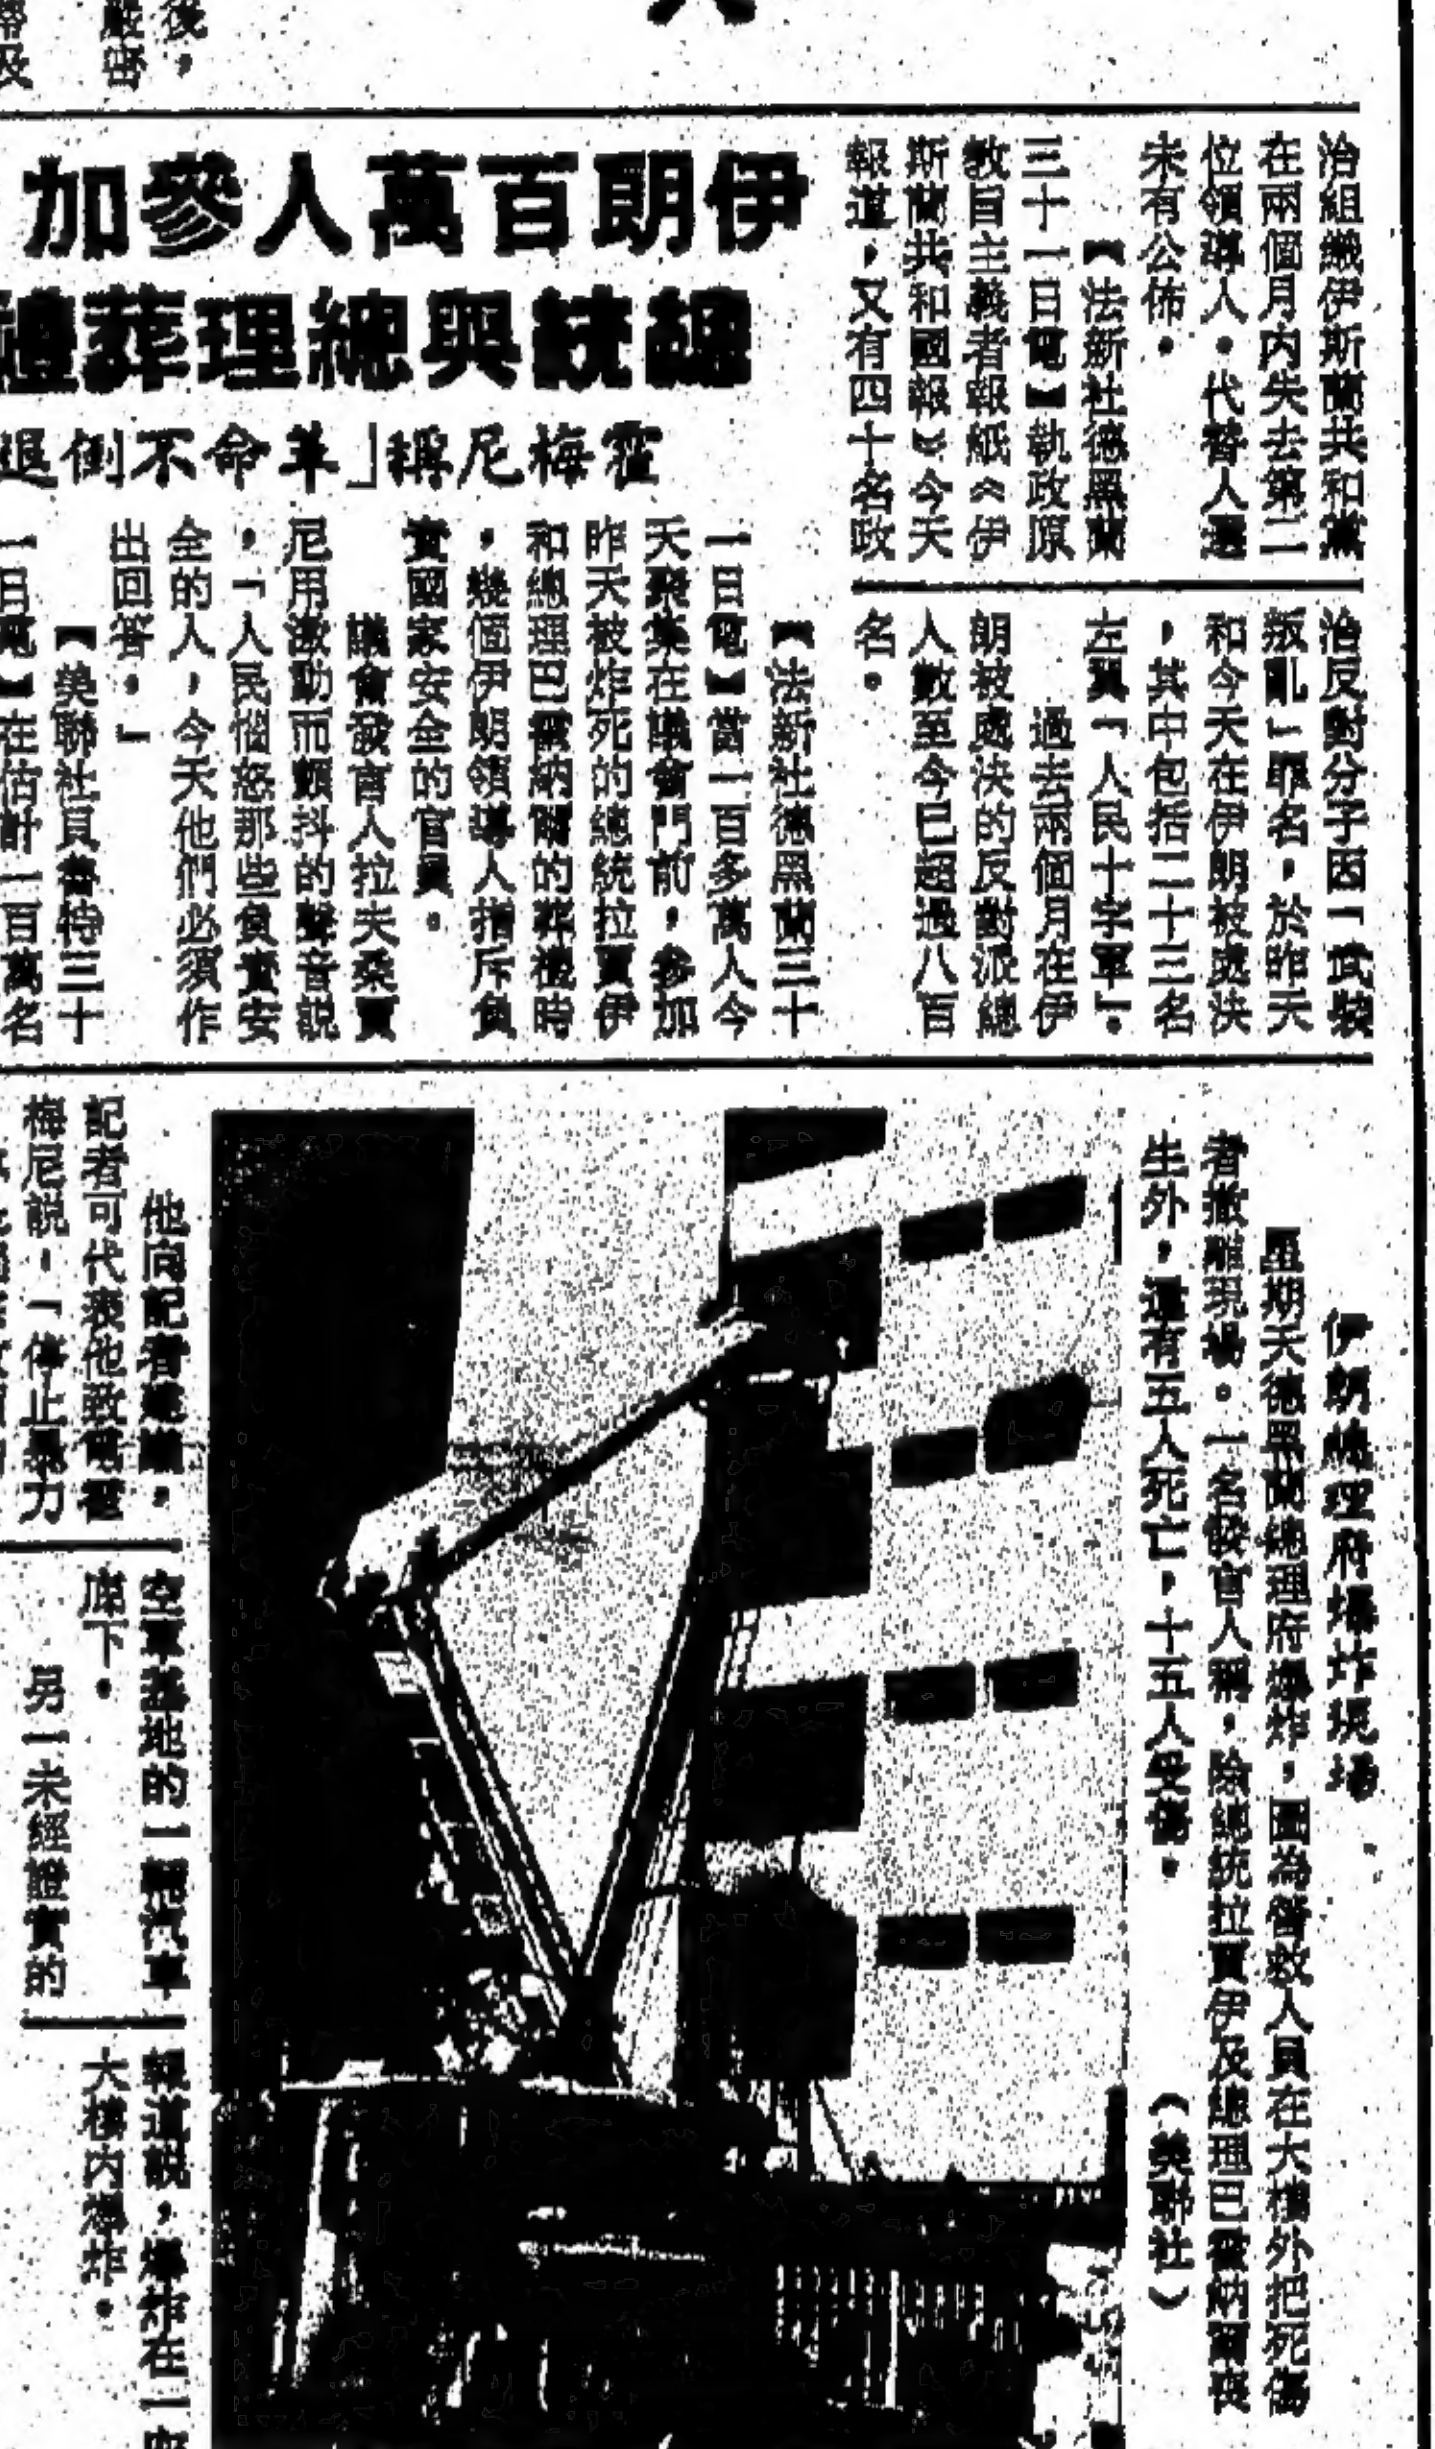 後，
嚴密
治組織伊斯蘭共和黨
在兩個月內失去第二
位領導人。代替人選
未有公佈。
【法新社德黑蘭
三十一日電】執政原
教旨主義者報紙《伊
斯蘭共和國報》今天
報道，又有四十名政
治反對分子因「武裝
叛亂」罪名，於昨天
和今天在伊朗被處決
，其中包括二十三名
左翼「人民十字軍」。
過去兩個月在伊
朗被處決的反對派總
人數至今已超過八百
名。
伊朗百萬人參加
總統與總理葬禮
霍梅尼稱「革命不倒退
【法新社德黑蘭三十
一日電】當一百多萬人今
天聚集在議會門前，參加
昨天被炸死的總統拉賈伊
和總理巴霍納爾的葬禮時
，幾個伊朗領導人指斥負
責國家安全的官員。
議會發言人拉夫桑賈
尼用激動而顫抖的聲音說
，「人民惱怒那些負責安
全的人，今天他們必須作
出回答。」
【美聯社貝魯特三十
一日電】在估計一百萬名
伊朗總理府爆炸現場
星期天德黑蘭總理府爆炸，圖為營救人員在大樓外把死傷
者撤離現場。一名發言人稱，除總統拉賈伊及總理巴霍納爾喪
生外，還有五人死亡，十五人受傷。 （美聯社）
他向記者建議，
記者可代表他致電霍
梅尼說，「停止暴力
空軍基地的一輛汽車
底下。
另一未經證實的
報道說，爆炸在一座
大樓內爆炸。